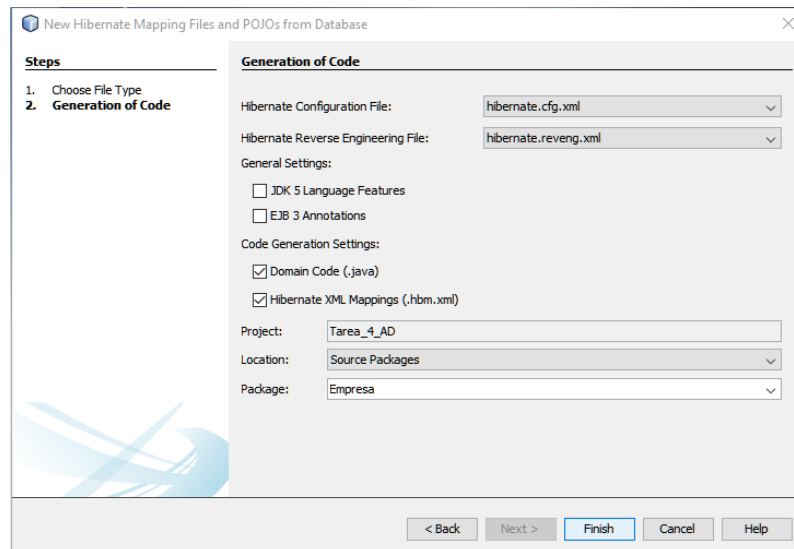 New Hibernate Mapping Files and POJOs from Database
Steps
1. Choose File Type
2. Generation of Code
Generation of Code
Hibernate Configuration File: hibernate.cfg.xml
Hibernate Reverse Engineering File: hibernate.reveng.xml
General Settings:
JDK 5 Language Features
EJB 3 Annotations
Code Generation Settings:
Domain Code (.java)
Hibernate XML Mappings (.hbm.xml)
Project: Tarea_4_AD
Location: Source Packages
Package: Empresa
< Back Next > Finish Cancel Help